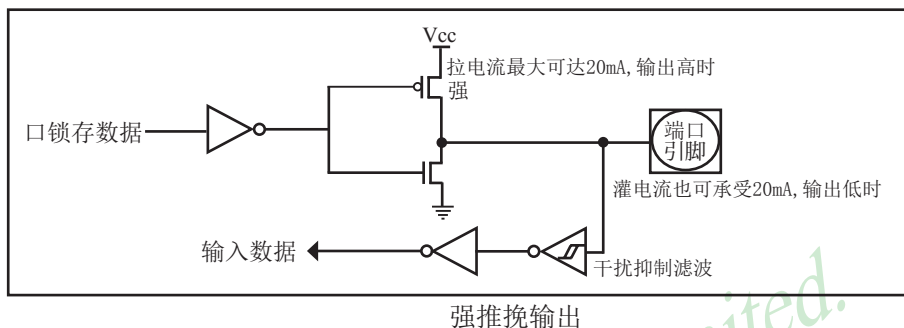 Vcc
拉电流最大可达20mA,输出高时
强
口锁存数据
端口
引脚
灌电流也可承受20mA,输出低时
输入数据
干扰抑制滤波
强推挽输出
ited.